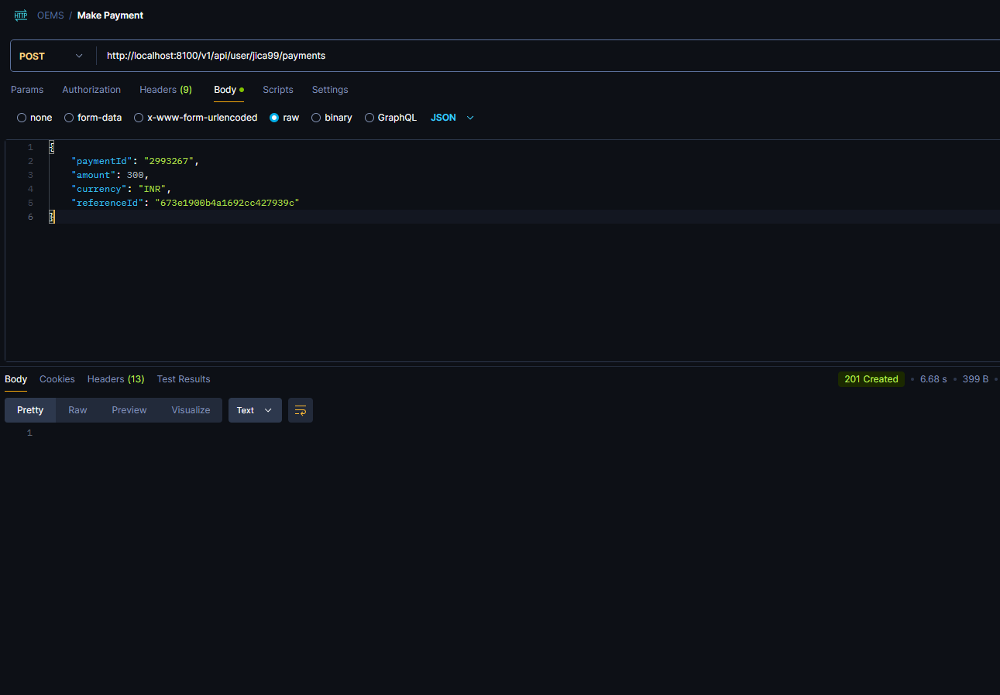 HTTP OEMS / Make Payment
POST http://localhost:8100/v1/api/user/jica99/payments
Params Authorization Headers (9) Body Scripts Settings
none form-data x-www-form-urlencoded raw binary GraphQL JSON
1 {
2 "paymentId": "2993267",
3 "amount": 300,
4 "currency": "INR",
5 "referenceId": "673e1900b4a1692cc427939c"
6 }
Body Cookies Headers (13) Test Results 201 Created • 6.68 s • 399 B •
Pretty Raw Preview Visualize Text
1